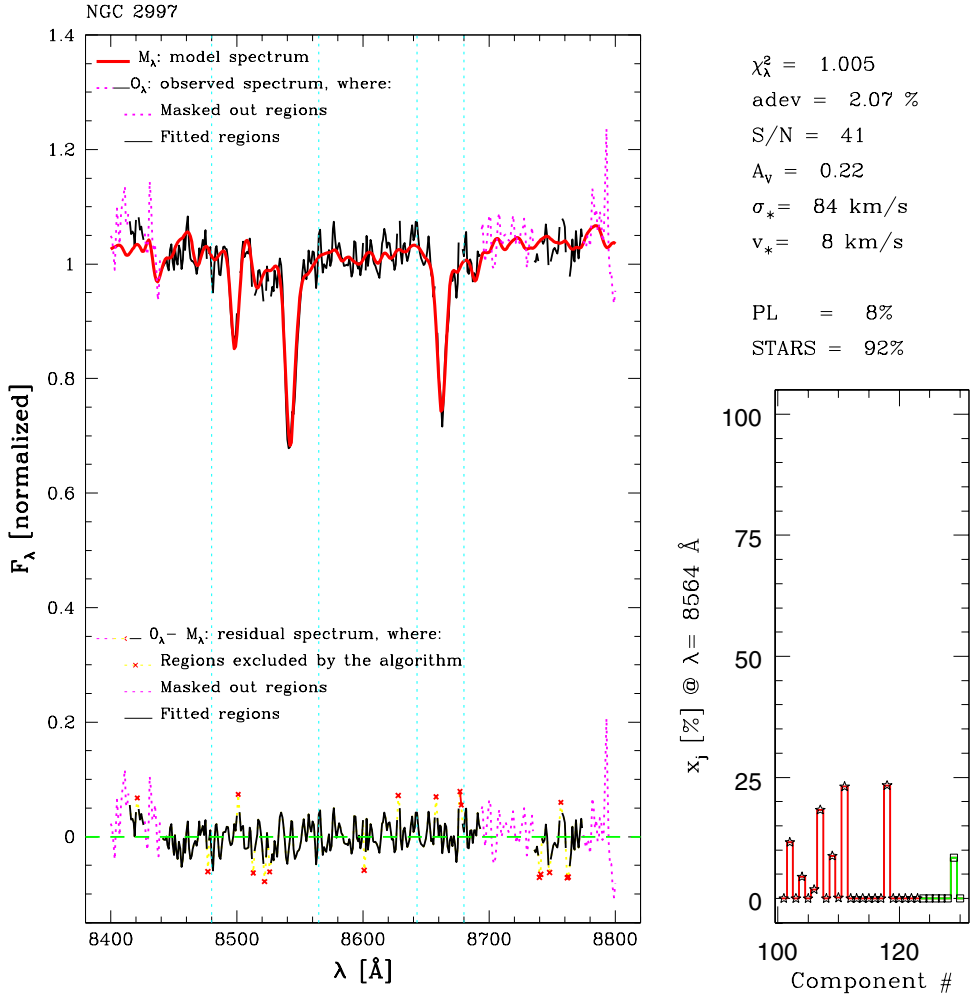 NGC 2997
M_λ: model spectrum
O_λ: observed spectrum, where:
Masked out regions
Fitted regions
O_λ− M_λ: residual spectrum, where:
Regions excluded by the algorithm
Masked out regions
Fitted regions
F_λ [normalized]
1.4
1.2
1
0.8
0.6
0.4
0.2
0
8400 8500 8600 8700 8800
λ [Å]
χ²_λ = 1.005
adev = 2.07 %
S/N = 41
A_V = 0.22
σ_* = 84 km/s
v_* = 8 km/s
PL = 8%
STARS = 92%
x_j [%] @ λ= 8564 Å
100
75
50
25
0
100 120
Component #